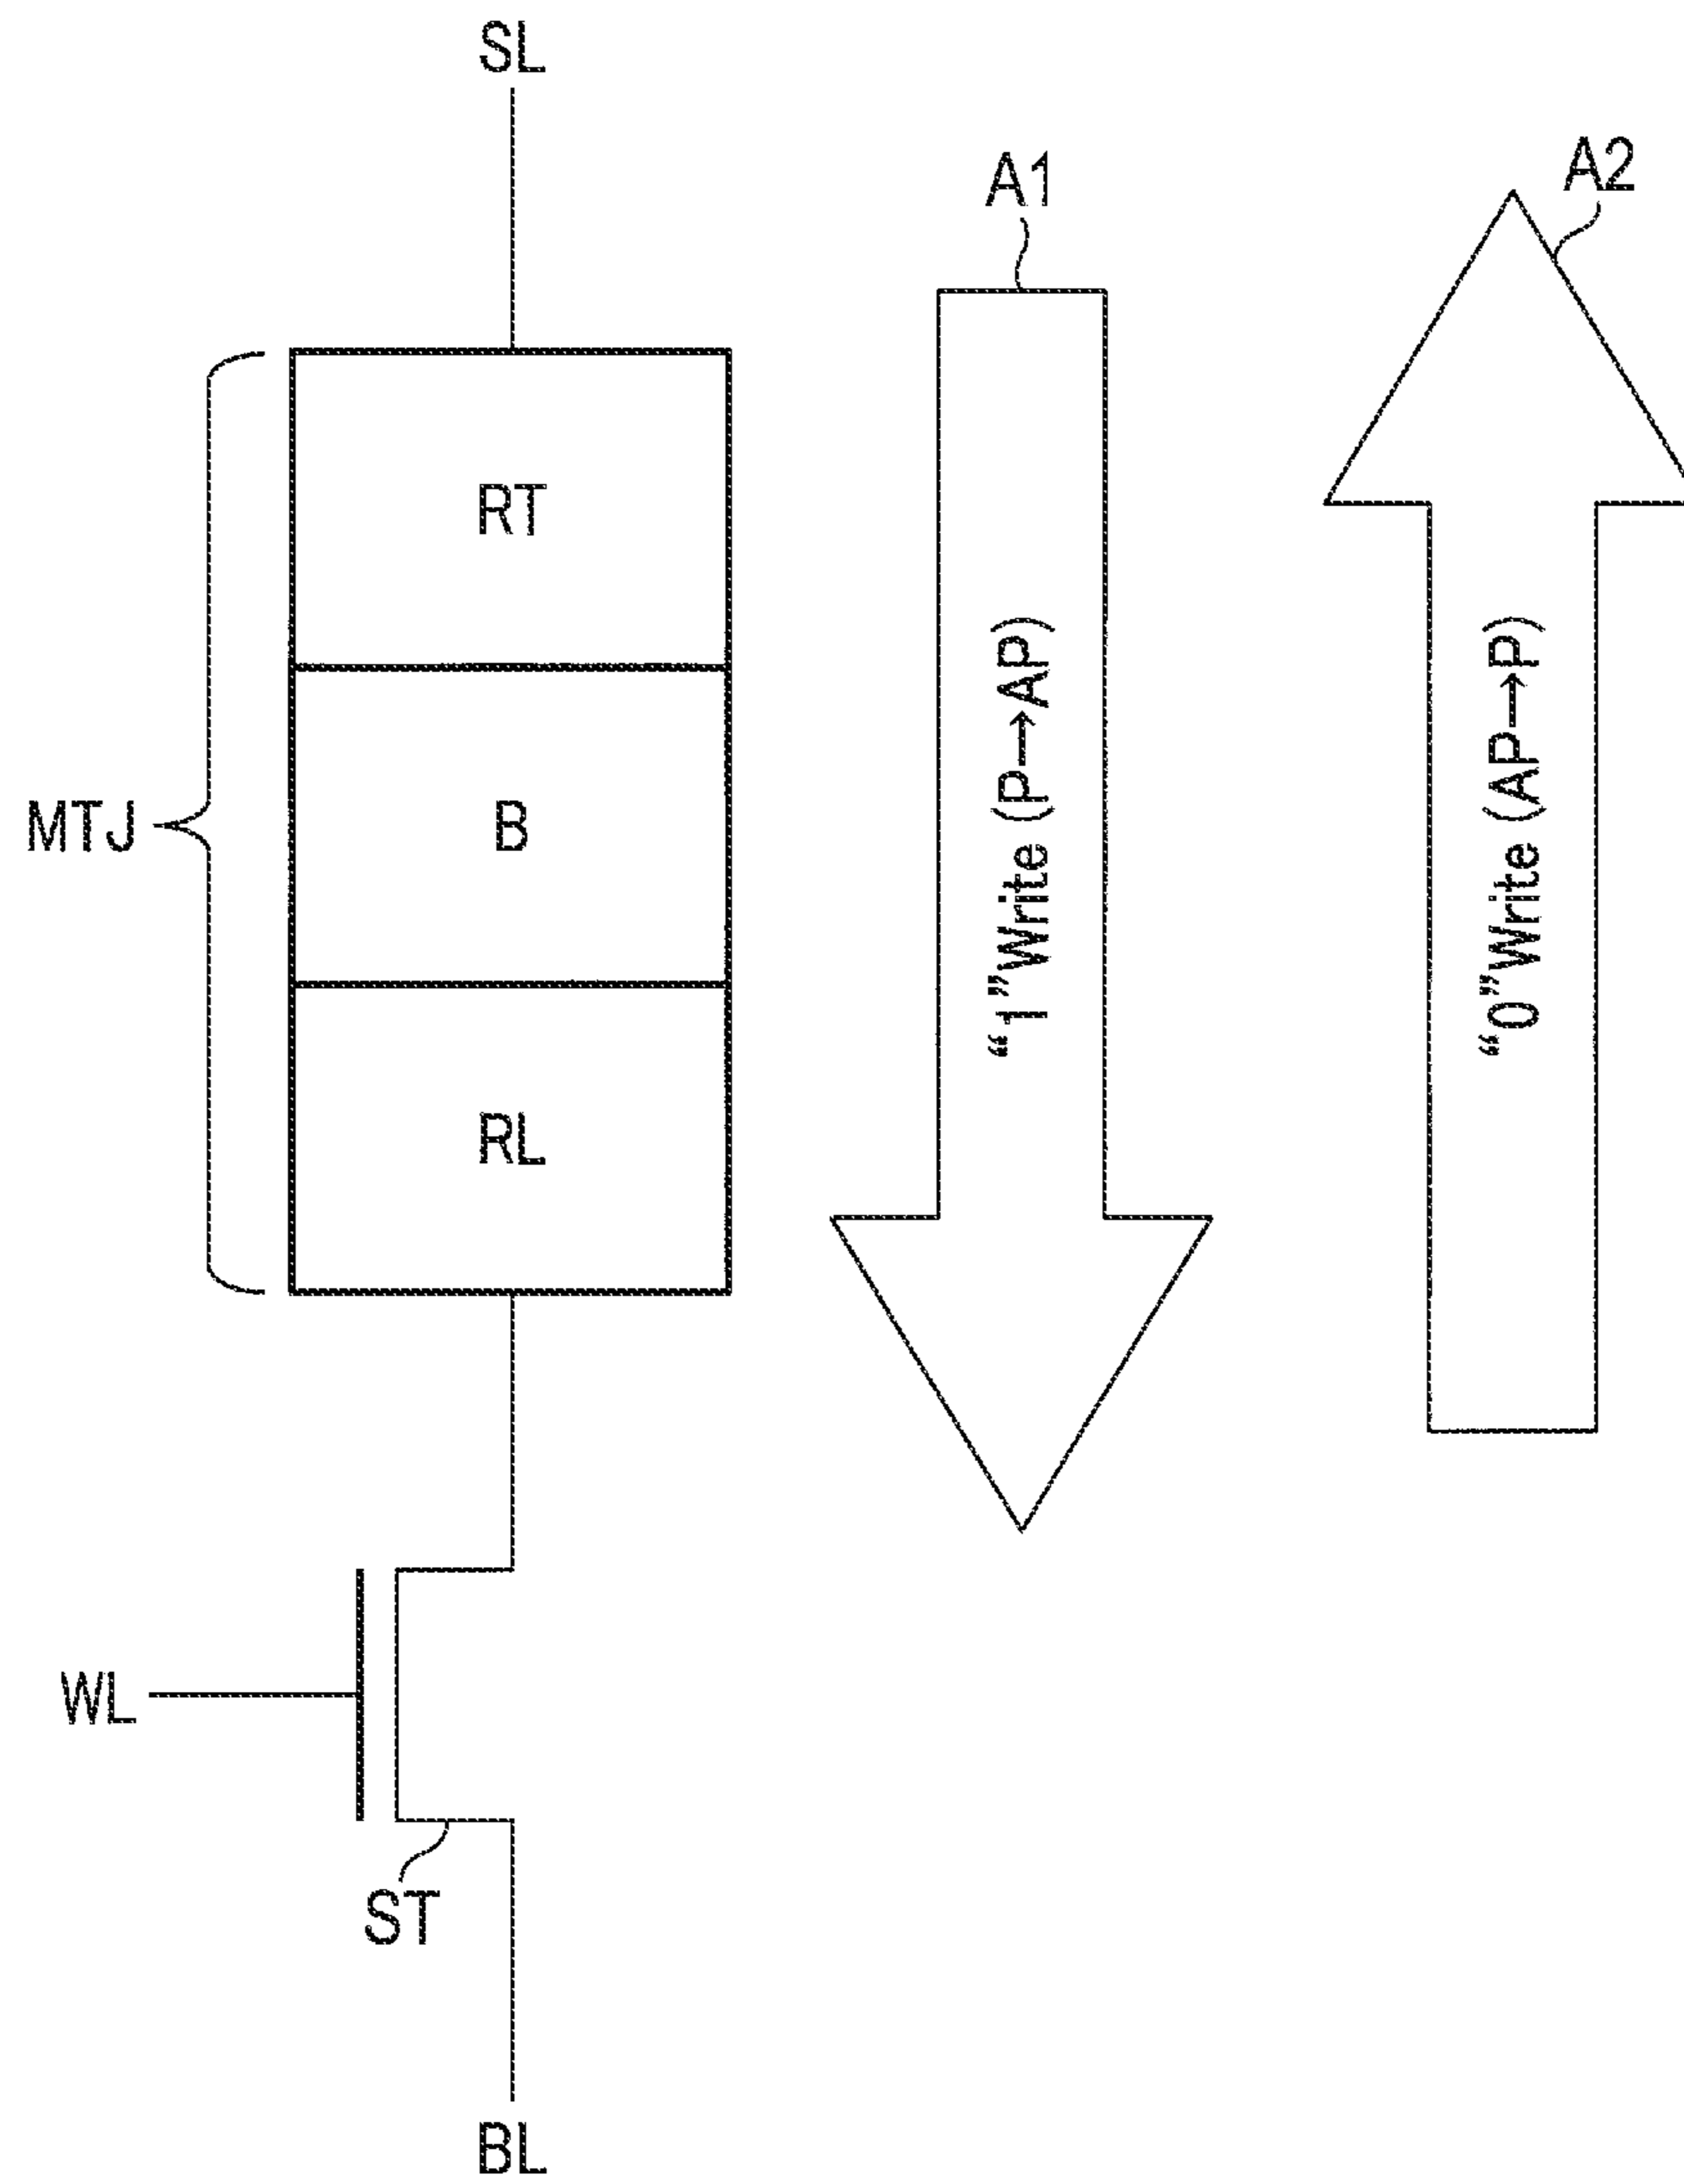 SL
A1
A2
RT
MTJ
B
RL
“1”Write (P→AP)
“0”Write (AP→P)
WL
ST
BL